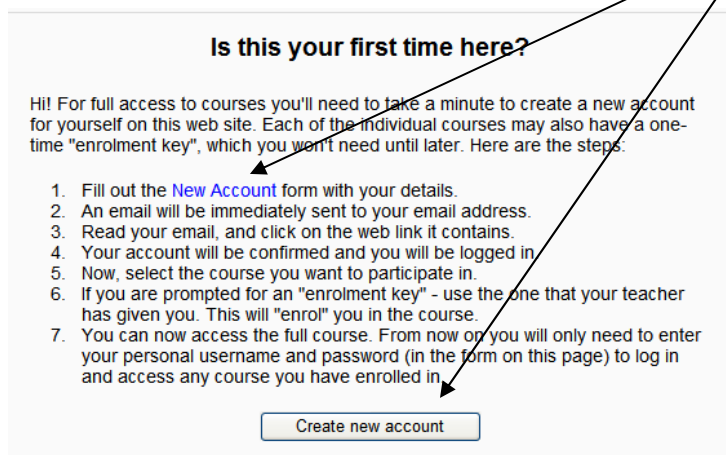 Is this your first time here?
Hi! For full access to courses you'll need to take a minute to create a new account
for yourself on this web site. Each of the individual courses may also have a one-
time "enrolment key", which you won't need until later. Here are the steps:
1. Fill out the New Account form with your details.
2. An email will be immediately sent to your email address.
3. Read your email, and click on the web link it contains.
4. Your account will be confirmed and you will be logged in.
5. Now, select the course you want to participate in.
6. If you are prompted for an "enrolment key" - use the one that your teacher
has given you. This will "enrol" you in the course.
7. You can now access the full course. From now on you will only need to enter
your personal username and password (in the form on this page) to log in
and access any course you have enrolled in.
Create new account